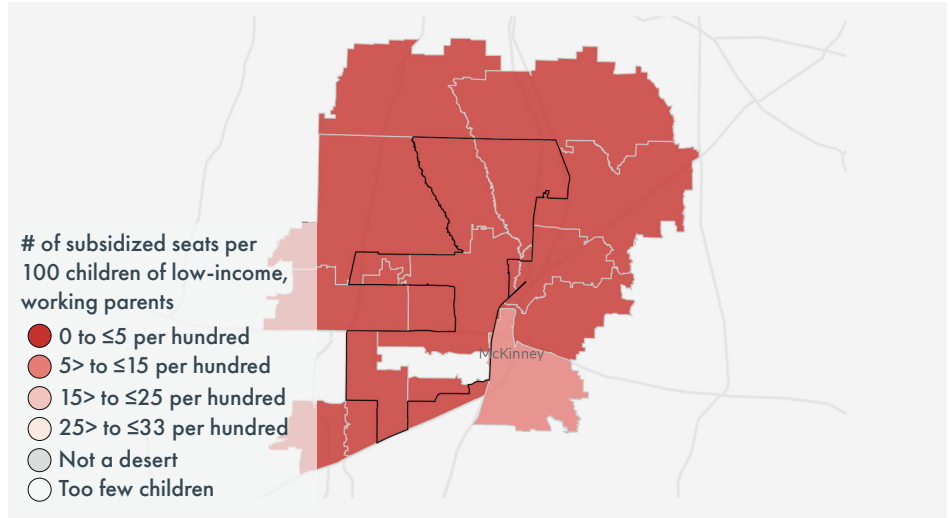 # of subsidized seats per
100 children of low-income,
working parents
0 to ≤5 per hundred
5> to ≤15 per hundred
15> to ≤25 per hundred
25> to ≤33 per hundred
Not a desert
Too few children
McKinney